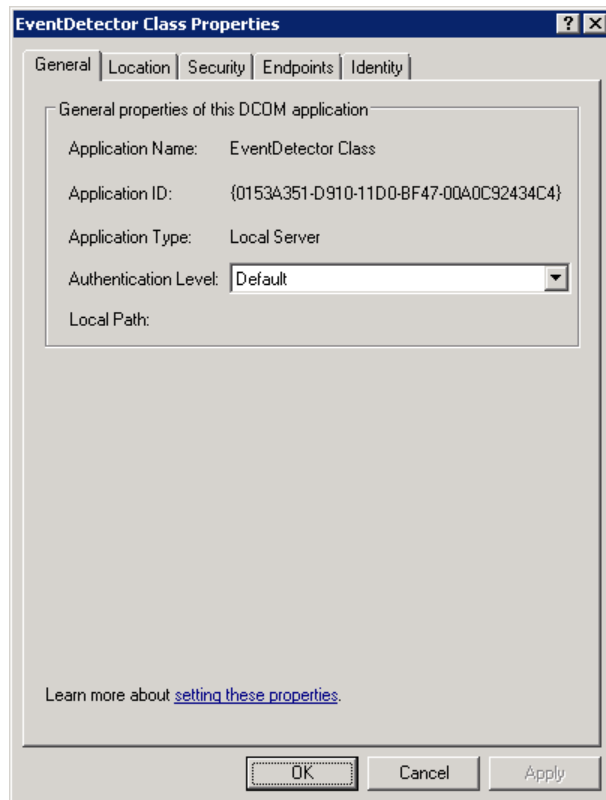 EventDetector Class Properties
General Location Security Endpoints Identity
General properties of this DCOM application
Application Name: EventDetector Class
Application ID: {0153A351-D910-11D0-BF47-00A0C92434C4}
Application Type: Local Server
Authentication Level: Default
Local Path:
Learn more about setting these properties.
OK Cancel Apply